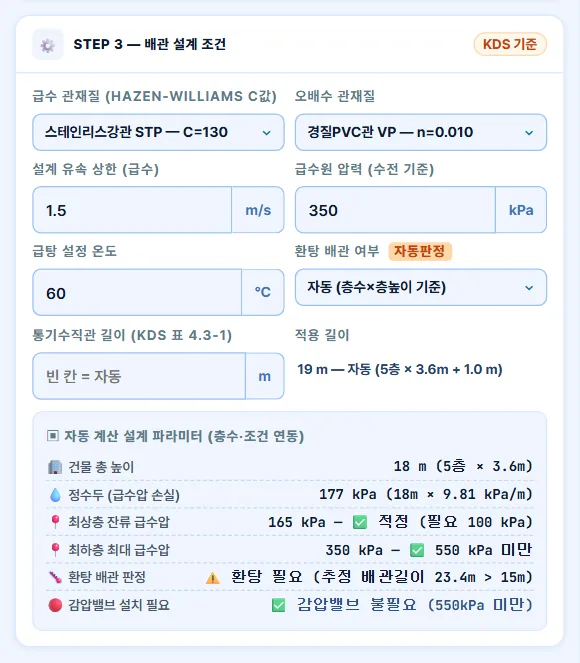 STEP 3 — 배관 설계 조건
KDS 기준
급수 관재질 (HAZEN-WILLIAMS C값)
오배수 관재질
스테인리스강관 STP — C=130
경질PVC관 VP — n=0.010
설계 유속 상한 (급수)
급수원 압력 (수전 기준)
1.5 m/s
350 kPa
급탕 설정 온도
환탕 배관 여부 자동판정
60 °C
자동 (층수×층높이 기준)
통기수직관 길이 (KDS 표 4.3-1)
적용 길이
빈 칸 = 자동 m
19 m — 자동 (5층 × 3.6m + 1.0 m)
▣ 자동 계산 설계 파라미터 (층수·조건 연동)
🏢 건물 총 높이 18 m (5층 × 3.6m)
💧 정수두 (급수압 손실) 177 kPa (18m × 9.81 kPa/m)
📍 최상층 잔류 급수압 165 kPa — ✅ 적정 (필요 100 kPa)
📍 최하층 최대 급수압 350 kPa — ✅ 550 kPa 미만
🌡 환탕 배관 판정 ⚠️ 환탕 필요 (추정 배관길이 23.4m > 15m)
🔴 감압밸브 설치 필요 ✅ 감압밸브 불필요 (550kPa 미만)